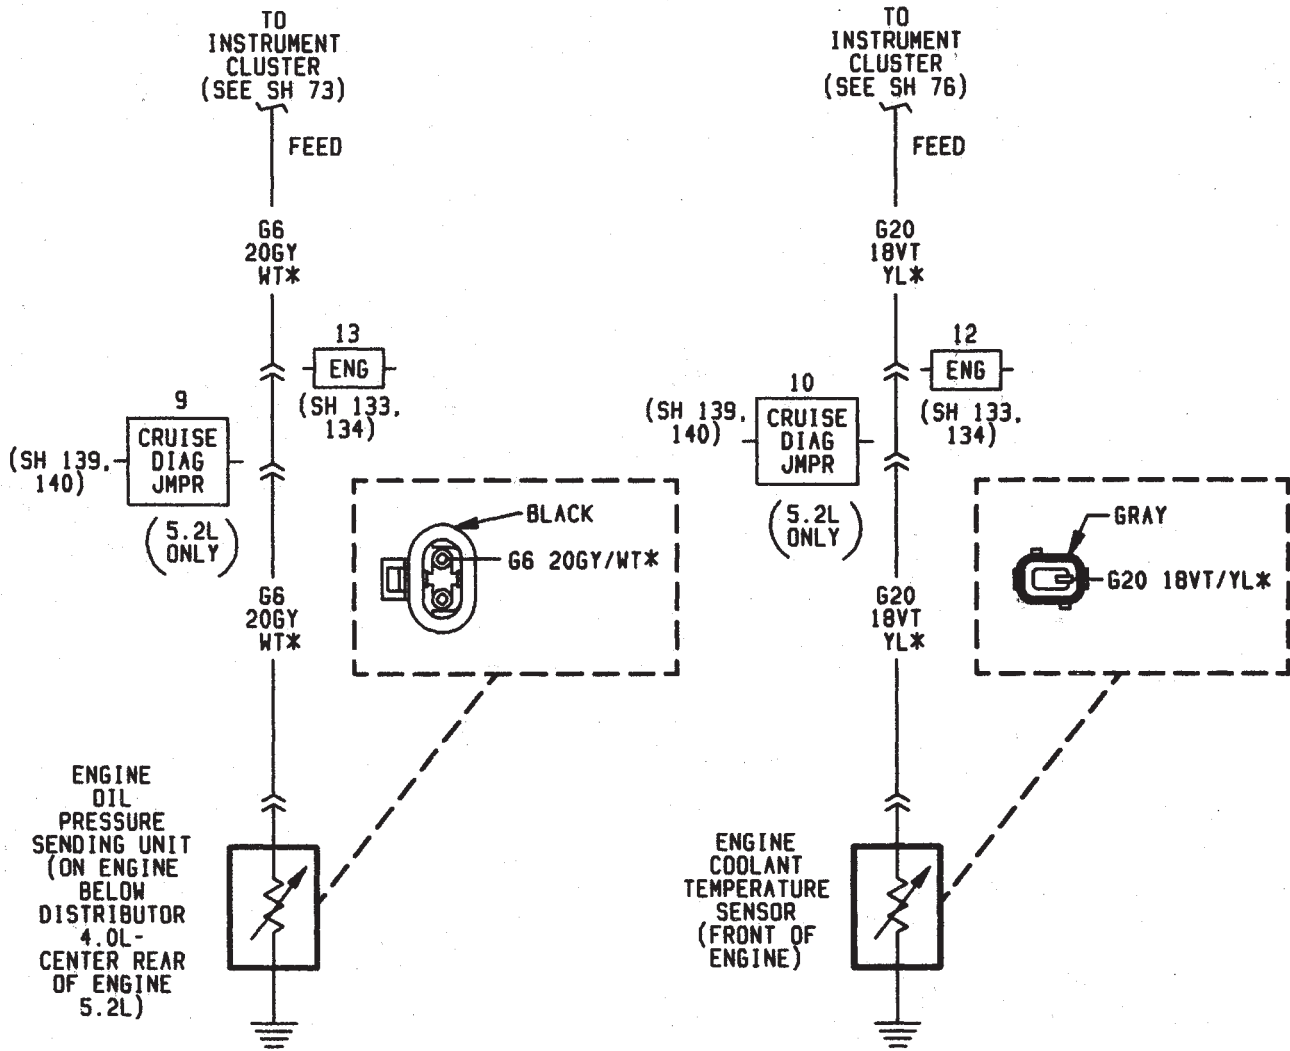 TO
INSTRUMENT
CLUSTER
(SEE SH 73)
FEED
G6
20GY
WT*
13
ENG
(SH 133,
134)
9
CRUISE
DIAG
JMPR
(SH 139,
140)
(5.2L
ONLY)
BLACK
G6 20GY/WT*
G6
20GY
WT*
ENGINE
OIL
PRESSURE
SENDING UNIT
(ON ENGINE
BELOW
DISTRIBUTOR
4.0L-
CENTER REAR
OF ENGINE
5.2L)
TO
INSTRUMENT
CLUSTER
(SEE SH 76)
FEED
G20
18VT
YL*
12
ENG
(SH 133,
134)
10
CRUISE
DIAG
JMPR
(SH 139,
140)
(5.2L
ONLY)
GRAY
G20 18VT/YL*
G20
18VT
YL*
ENGINE
COOLANT
TEMPERATURE
SENSOR
(FRONT OF
ENGINE)